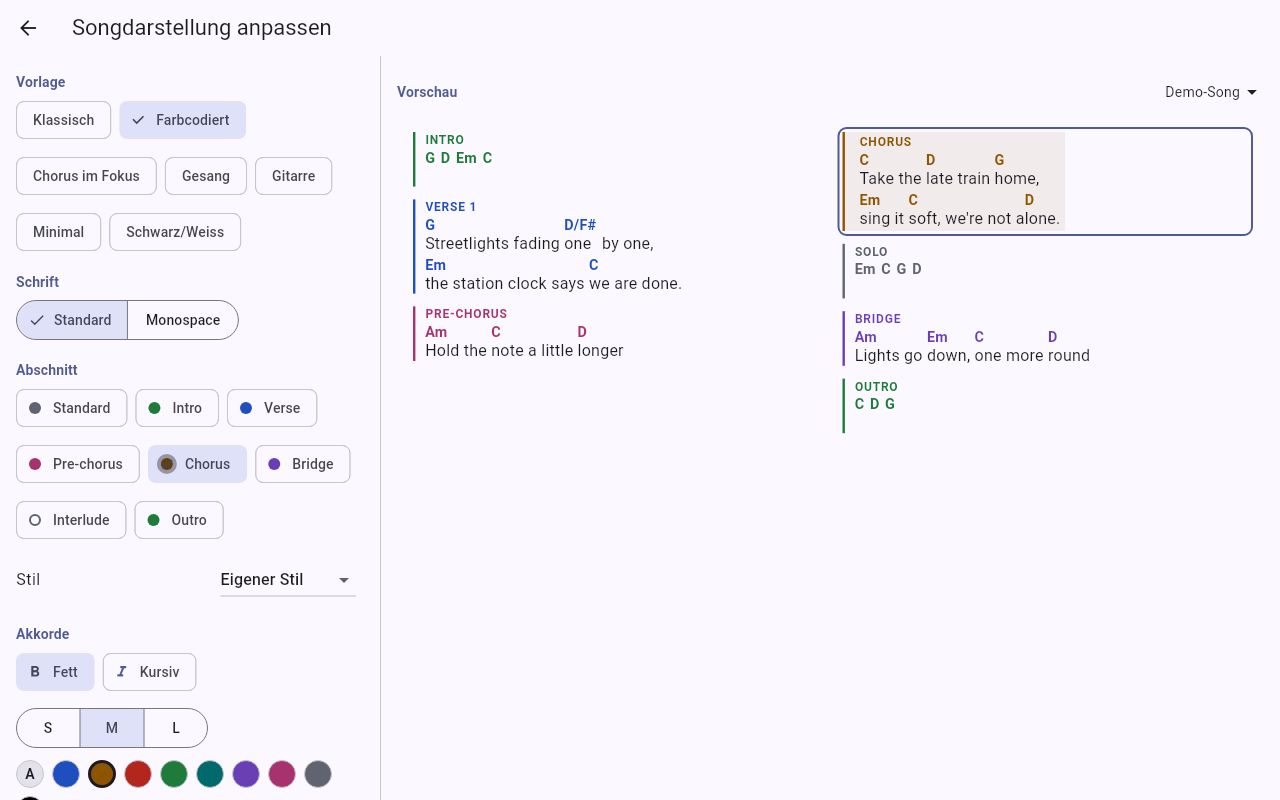 Songdarstellung anpassen
Vorlage
Klassisch
Farbcodiert
Chorus im Fokus
Gesang
Gitarre
Minimal
Schwarz/Weiss
Schrift
Standard
Monospace
Abschnitt
Standard
Intro
Verse
Pre-chorus
Chorus
Bridge
Interlude
Outro
Stil
Eigener Stil
Akkorde
B Fett
I Kursiv
S M L
A
Vorschau
Demo-Song
INTRO
G D Em C
VERSE 1
G D/F#
Streetlights fading one by one,
Em C
the station clock says we are done.
PRE-CHORUS
Am C D
Hold the note a little longer
CHORUS
C D G
Take the late train home,
Em C D
sing it soft, we're not alone.
SOLO
Em C G D
BRIDGE
Am Em C D
Lights go down, one more round
OUTRO
C D G